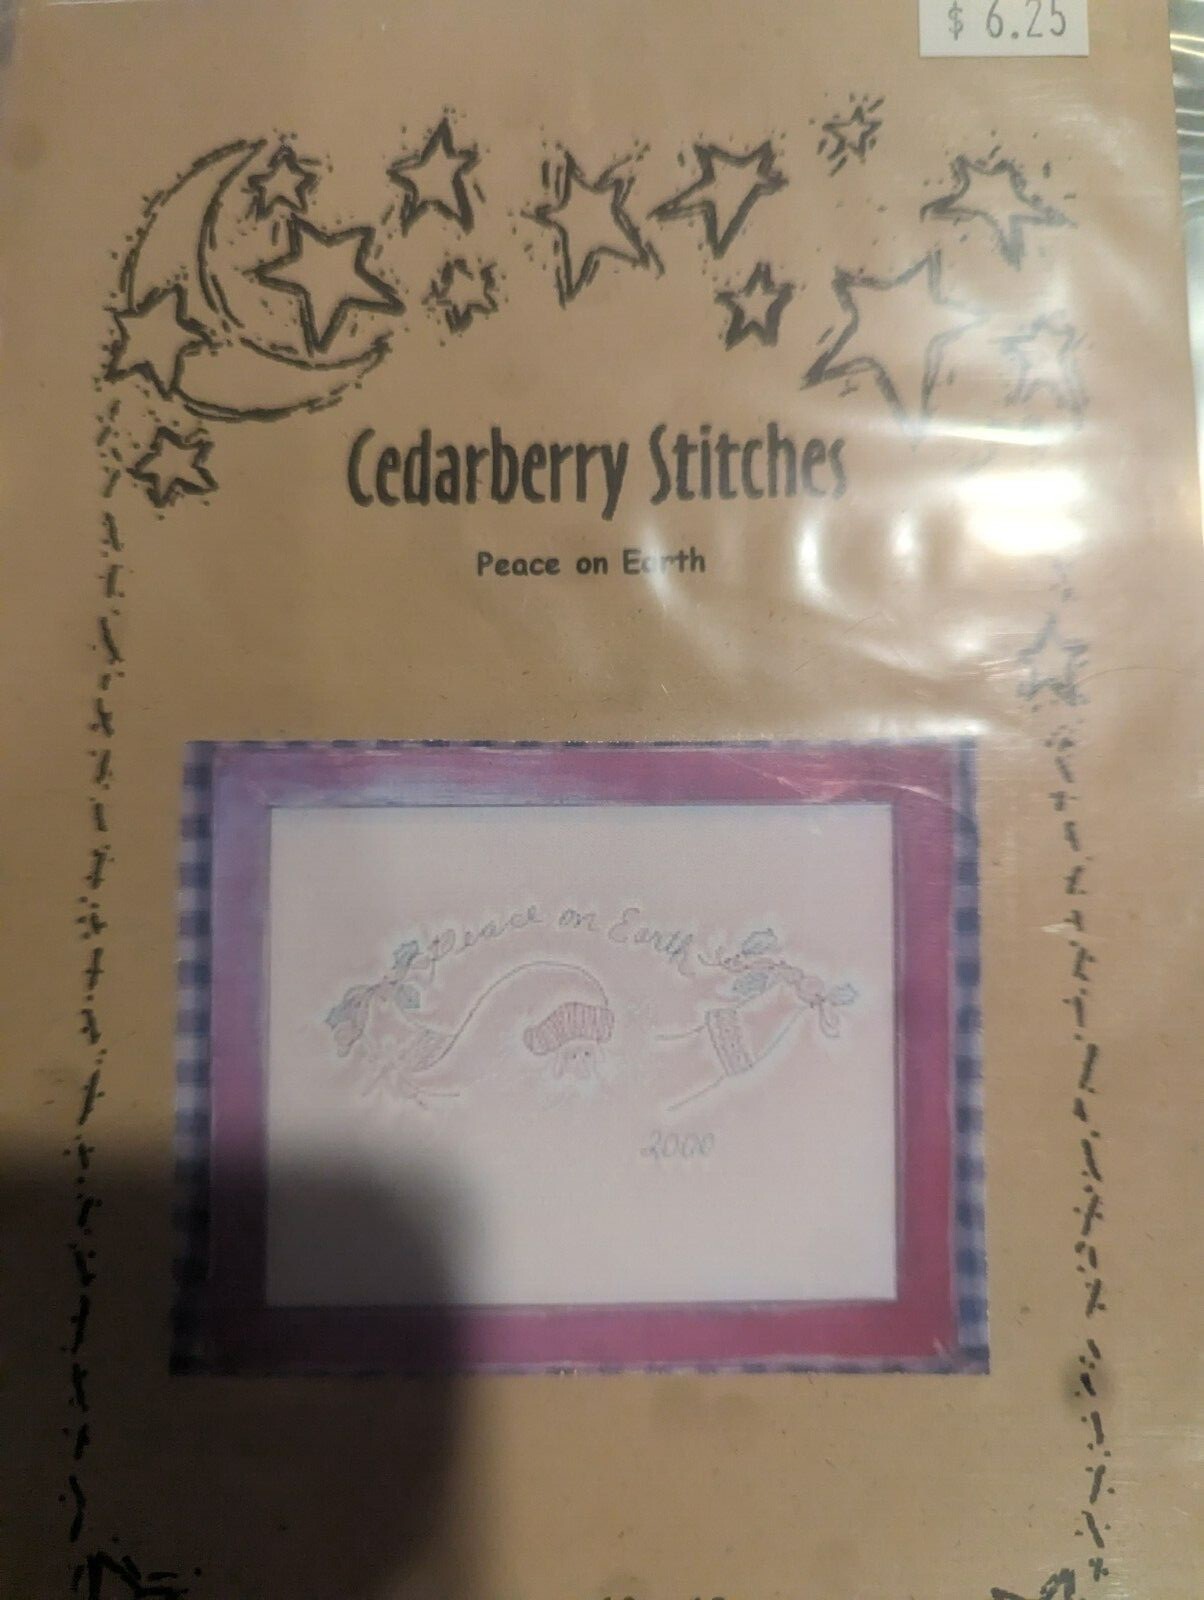 $ 6.25
Cedarberry Stitches
Peace on Earth
Peace on Earth
2000